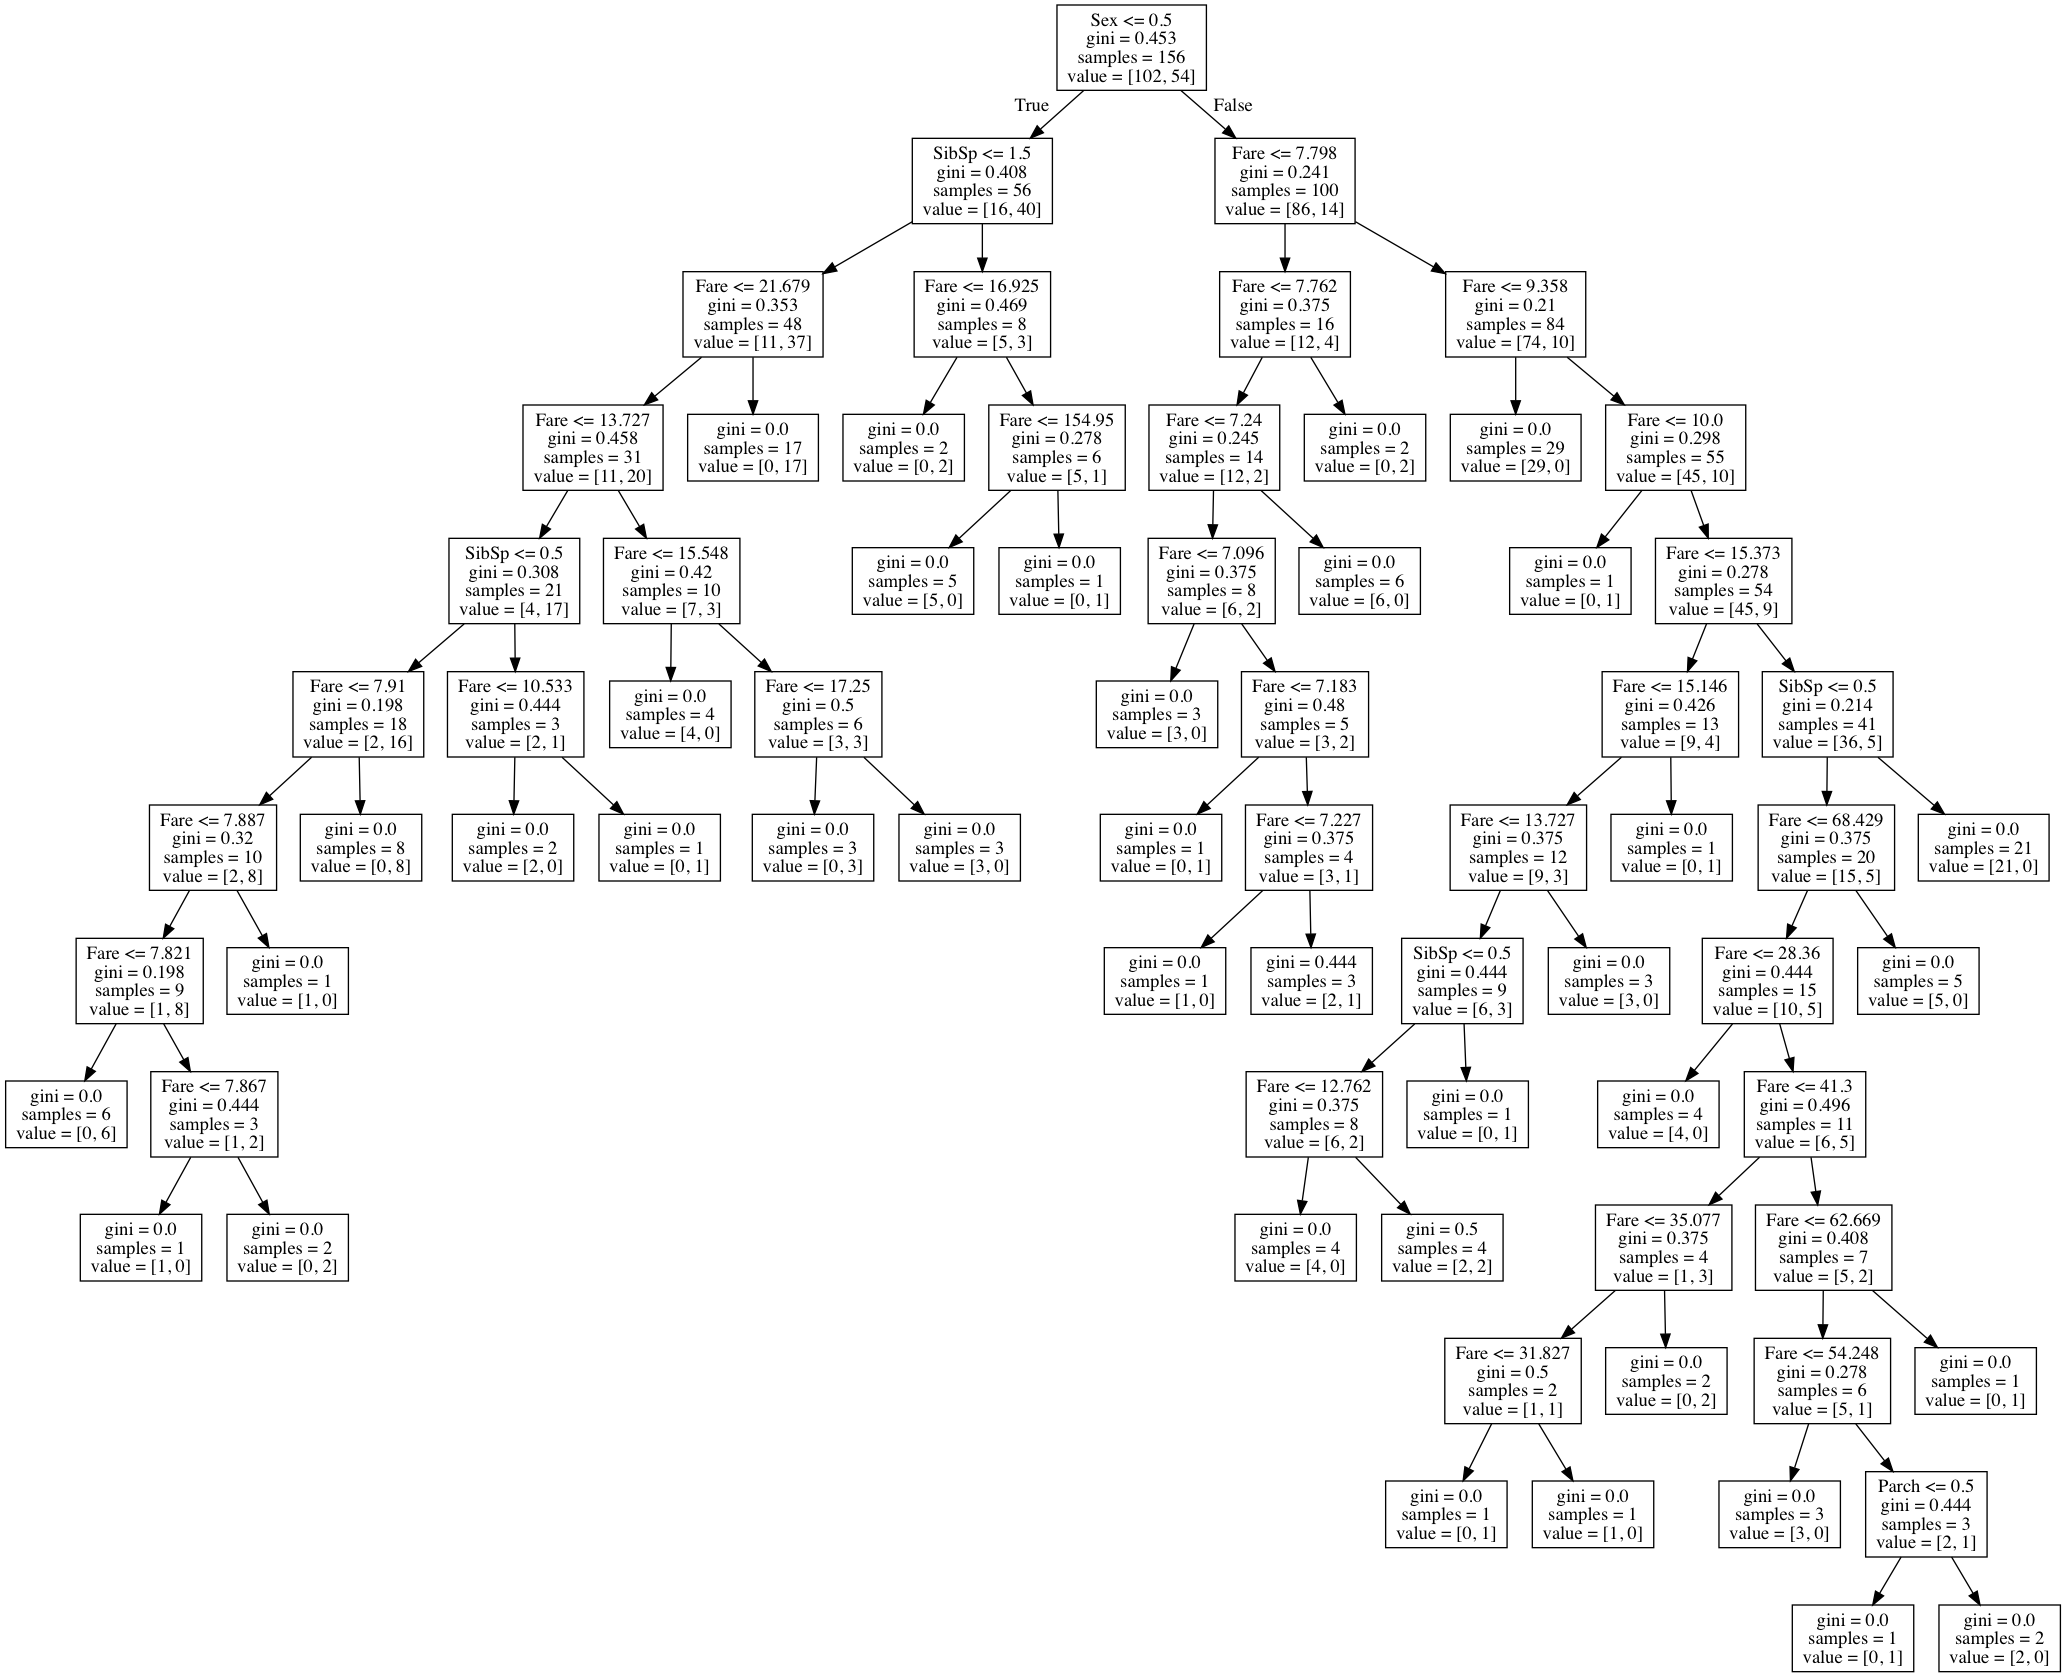 Sex <= 0.5
gini = 0.453
samples = 156
value = [102, 54]
True
False
SibSp <= 1.5
gini = 0.408
samples = 56
value = [16, 40]
Fare <= 7.798
gini = 0.241
samples = 100
value = [86, 14]
Fare <= 21.679
gini = 0.353
samples = 48
value = [11, 37]
Fare <= 16.925
gini = 0.469
samples = 8
value = [5, 3]
Fare <= 7.762
gini = 0.375
samples = 16
value = [12, 4]
Fare <= 9.358
gini = 0.21
samples = 84
value = [74, 10]
Fare <= 13.727
gini = 0.458
samples = 31
value = [11, 20]
gini = 0.0
samples = 17
value = [0, 17]
gini = 0.0
samples = 2
value = [0, 2]
Fare <= 154.95
gini = 0.278
samples = 6
value = [5, 1]
Fare <= 7.24
gini = 0.245
samples = 14
value = [12, 2]
gini = 0.0
samples = 2
value = [0, 2]
gini = 0.0
samples = 29
value = [29, 0]
Fare <= 10.0
gini = 0.298
samples = 55
value = [45, 10]
SibSp <= 0.5
gini = 0.308
samples = 21
value = [4, 17]
Fare <= 15.548
gini = 0.42
samples = 10
value = [7, 3]
gini = 0.0
samples = 5
value = [5, 0]
gini = 0.0
samples = 1
value = [0, 1]
Fare <= 7.096
gini = 0.375
samples = 8
value = [6, 2]
gini = 0.0
samples = 6
value = [6, 0]
gini = 0.0
samples = 1
value = [0, 1]
Fare <= 15.373
gini = 0.278
samples = 54
value = [45, 9]
Fare <= 7.91
gini = 0.198
samples = 18
value = [2, 16]
Fare <= 10.533
gini = 0.444
samples = 3
value = [2, 1]
gini = 0.0
samples = 4
value = [4, 0]
Fare <= 17.25
gini = 0.5
samples = 6
value = [3, 3]
gini = 0.0
samples = 3
value = [3, 0]
Fare <= 7.183
gini = 0.48
samples = 5
value = [3, 2]
Fare <= 15.146
gini = 0.426
samples = 13
value = [9, 4]
SibSp <= 0.5
gini = 0.214
samples = 41
value = [36, 5]
Fare <= 7.887
gini = 0.32
samples = 10
value = [2, 8]
gini = 0.0
samples = 8
value = [0, 8]
gini = 0.0
samples = 2
value = [2, 0]
gini = 0.0
samples = 1
value = [0, 1]
gini = 0.0
samples = 3
value = [0, 3]
gini = 0.0
samples = 3
value = [3, 0]
gini = 0.0
samples = 1
value = [0, 1]
Fare <= 7.227
gini = 0.375
samples = 4
value = [3, 1]
Fare <= 13.727
gini = 0.375
samples = 12
value = [9, 3]
gini = 0.0
samples = 1
value = [0, 1]
Fare <= 68.429
gini = 0.375
samples = 20
value = [15, 5]
gini = 0.0
samples = 21
value = [21, 0]
Fare <= 7.821
gini = 0.198
samples = 9
value = [1, 8]
gini = 0.0
samples = 1
value = [1, 0]
gini = 0.0
samples = 1
value = [1, 0]
gini = 0.444
samples = 3
value = [2, 1]
SibSp <= 0.5
gini = 0.444
samples = 9
value = [6, 3]
gini = 0.0
samples = 3
value = [3, 0]
Fare <= 28.36
gini = 0.444
samples = 15
value = [10, 5]
gini = 0.0
samples = 5
value = [5, 0]
gini = 0.0
samples = 6
value = [0, 6]
Fare <= 7.867
gini = 0.444
samples = 3
value = [1, 2]
Fare <= 12.762
gini = 0.375
samples = 8
value = [6, 2]
gini = 0.0
samples = 1
value = [0, 1]
gini = 0.0
samples = 4
value = [4, 0]
Fare <= 41.3
gini = 0.496
samples = 11
value = [6, 5]
gini = 0.0
samples = 1
value = [1, 0]
gini = 0.0
samples = 2
value = [0, 2]
gini = 0.0
samples = 4
value = [4, 0]
gini = 0.5
samples = 4
value = [2, 2]
Fare <= 35.077
gini = 0.375
samples = 4
value = [1, 3]
Fare <= 62.669
gini = 0.408
samples = 7
value = [5, 2]
Fare <= 31.827
gini = 0.5
samples = 2
value = [1, 1]
gini = 0.0
samples = 2
value = [0, 2]
Fare <= 54.248
gini = 0.278
samples = 6
value = [5, 1]
gini = 0.0
samples = 1
value = [0, 1]
gini = 0.0
samples = 1
value = [0, 1]
gini = 0.0
samples = 1
value = [1, 0]
gini = 0.0
samples = 3
value = [3, 0]
Parch <= 0.5
gini = 0.444
samples = 3
value = [2, 1]
gini = 0.0
samples = 1
value = [0, 1]
gini = 0.0
samples = 2
value = [2, 0]